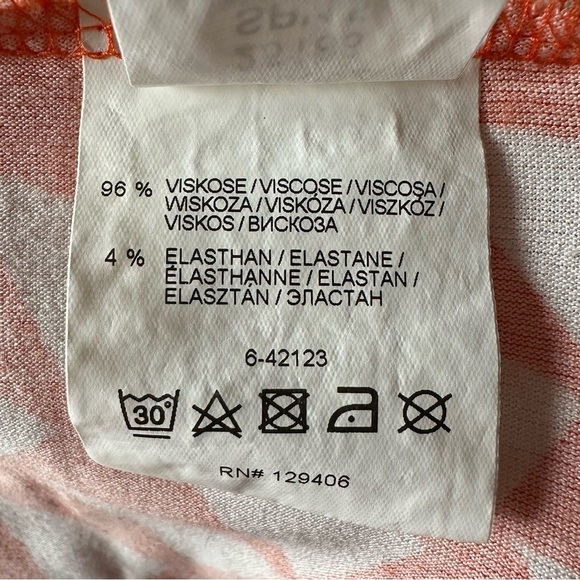 96 % VISKOSE / VISCOSE / VISCOSA /
WISKOZA / VISKÓZA / VISZKÓZ /
VISKOS / ВИСКОЗА
4 % ELASTHAN / ELASTANE /
ÉLASTHANNE / ELASTAN /
ELASZTÁN / ЭЛАСТАН
6-42123
30°
RN# 129406